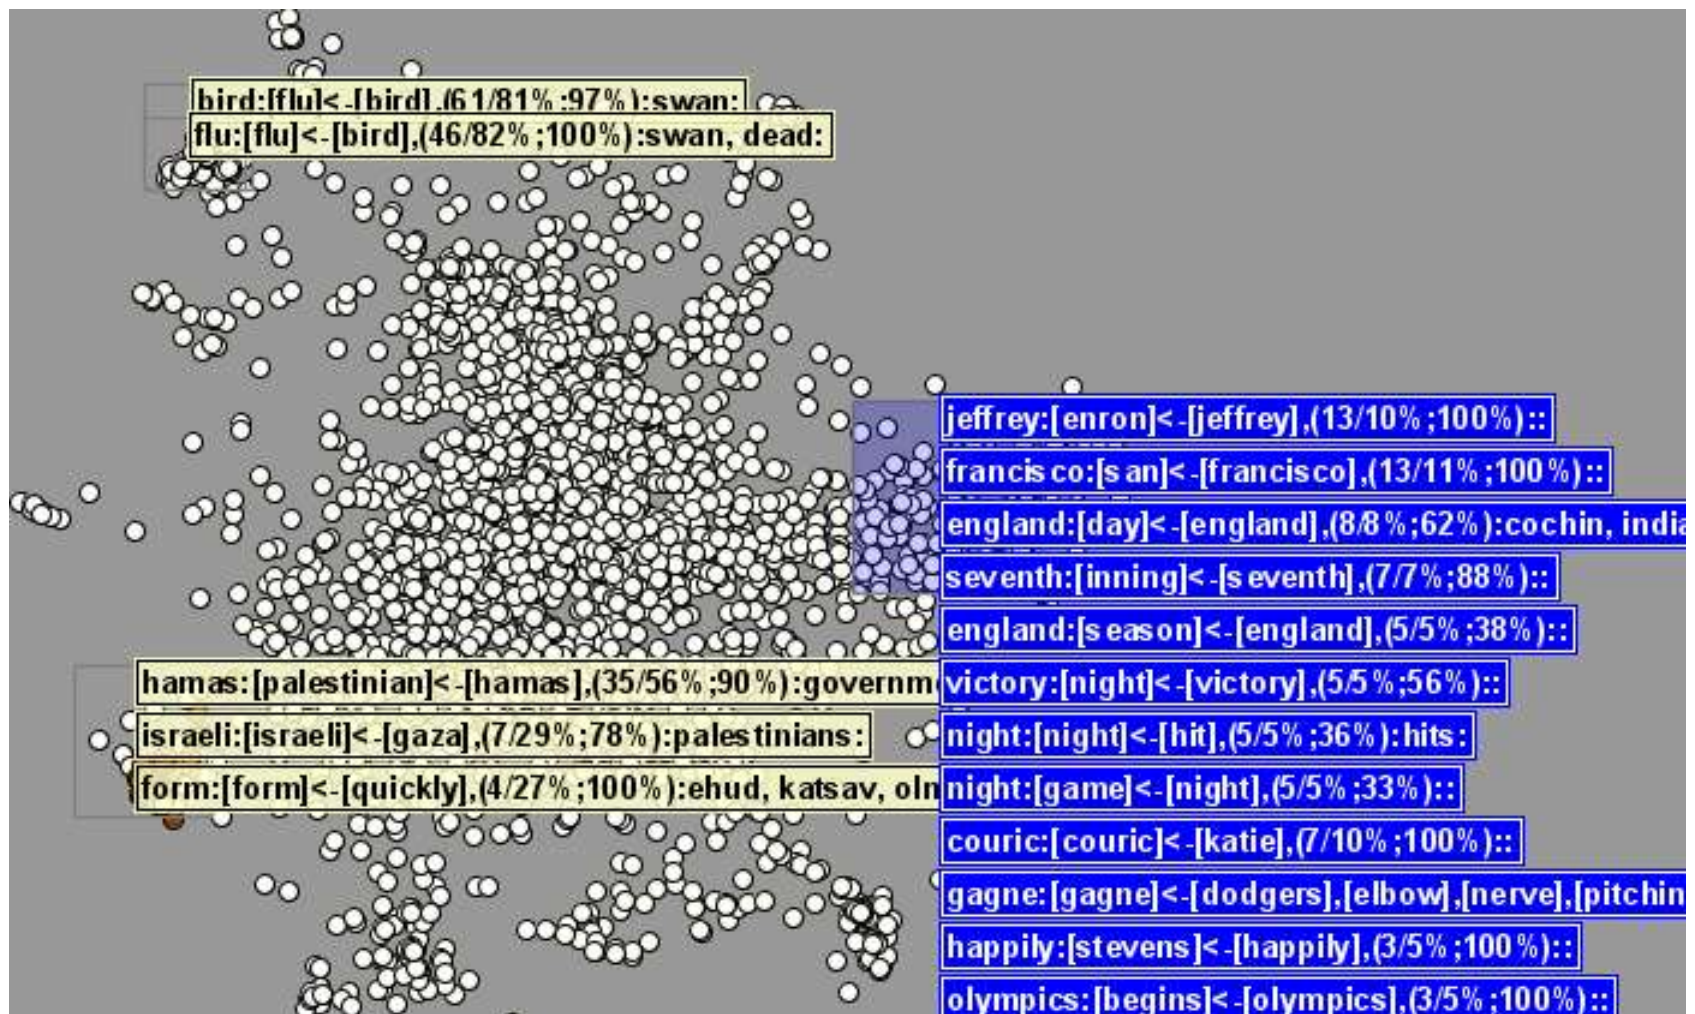 bird:[flu]<-[bird],(61/81%;97%):swan:
flu:[flu]<-[bird],(46/82%;100%):swan, dead:
jeffrey:[enron]<-[jeffrey],(13/10%;100%)::
francisco:[san]<-[francisco],(13/11%;100%)::
england:[day]<-[england],(8/8%;62%):cochin, india
seventh:[inning]<-[seventh],(7/7%;88%)::
england:[season]<-[england],(5/5%;38%)::
hamas:[palestinian]<-[hamas],(35/56%;90%):governm
victory:[night]<-[victory],(5/5%;56%)::
israeli:[israeli]<-[gaza],(7/29%;78%):palestinians:
night:[night]<-[hit],(5/5%;36%):hits:
form:[form]<-[quickly],(4/27%;100%):ehud, katsav, olm
night:[game]<-[night],(5/5%;33%)::
couric:[couric]<-[katie],(7/10%;100%)::
gagne:[gagne]<-[dodgers],[elbow],[nerve],[pitchin
happily:[stevens]<-[happily],(3/5%;100%)::
olympics:[begins]<-[olympics],(3/5%;100%)::